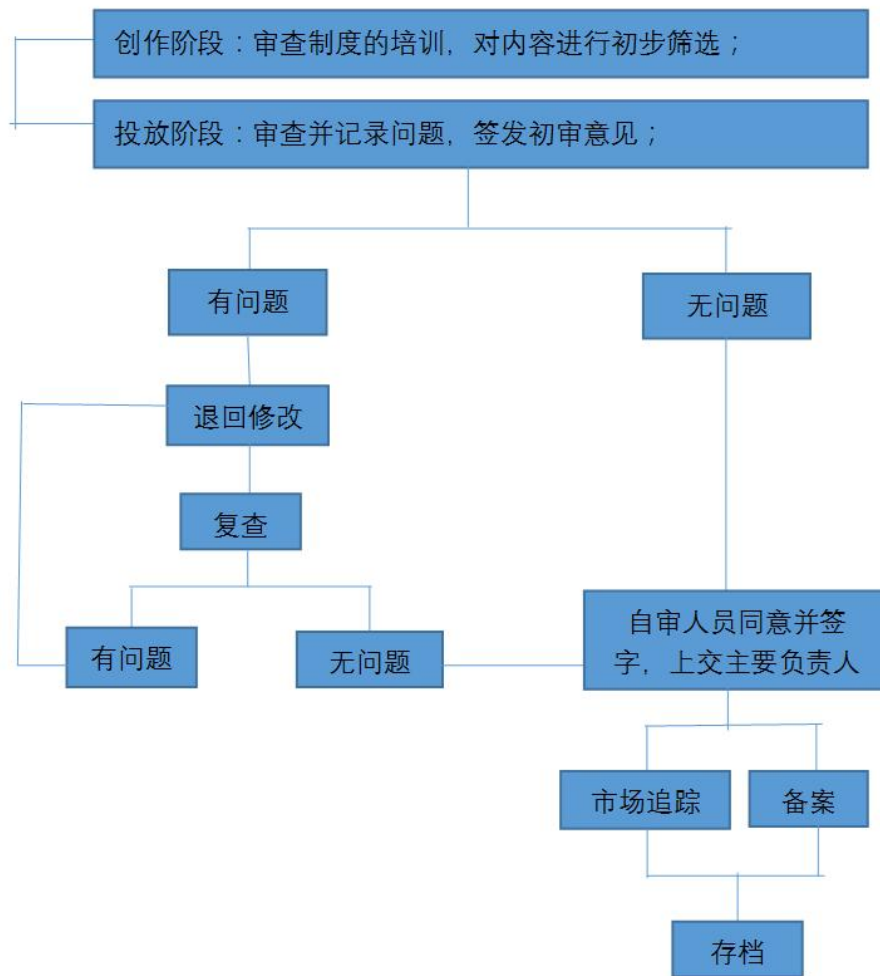 创作阶段：审查制度的培训，对内容进行初步筛选；
投放阶段：审查并记录问题，签发初审意见；
有问题
无问题
退回修改
复查
有问题
无问题
自审人员同意并签
字，上交主要负责人
市场追踪
备案
存档